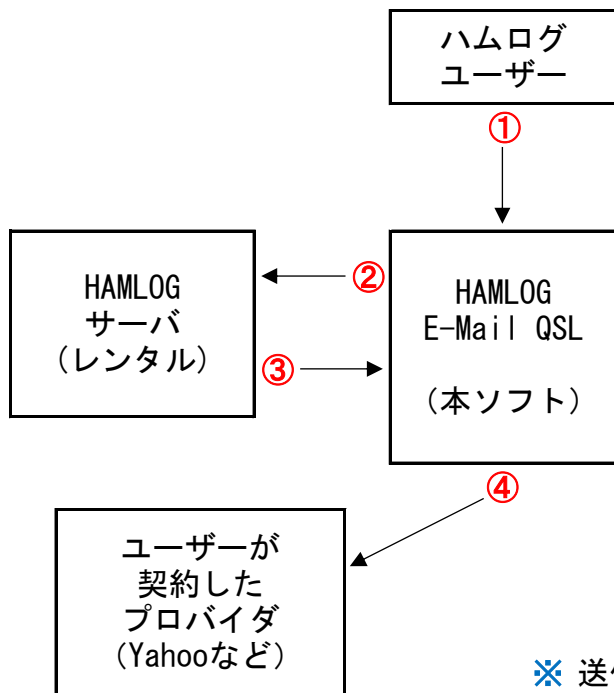 ハムログ
ユーザー
①
②
HAMLOG
サーバ
(レンタル)
③
HAMLOG
E-Mail QSL
(本ソフト)
④
ユーザーが
契約した
プロバイダ
(Yahooなど)
※ 送